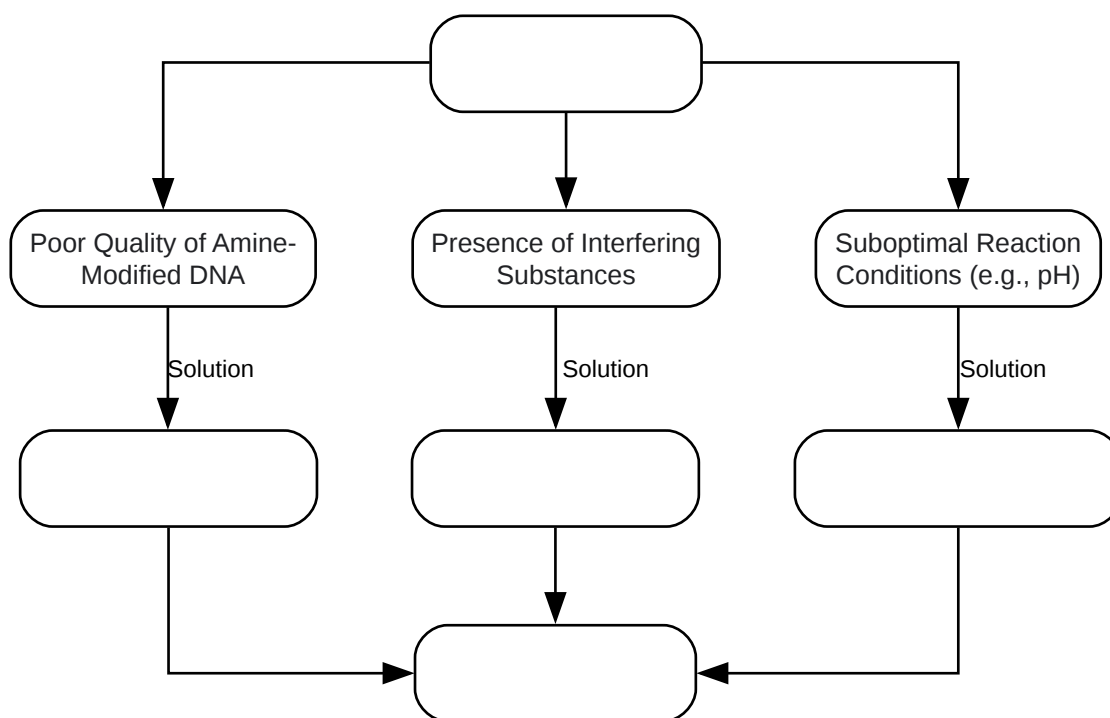 Poor Quality of Amine-
Modified DNA
Presence of Interfering
Substances
Suboptimal Reaction
Conditions (e.g., pH)
Solution
Solution
Solution